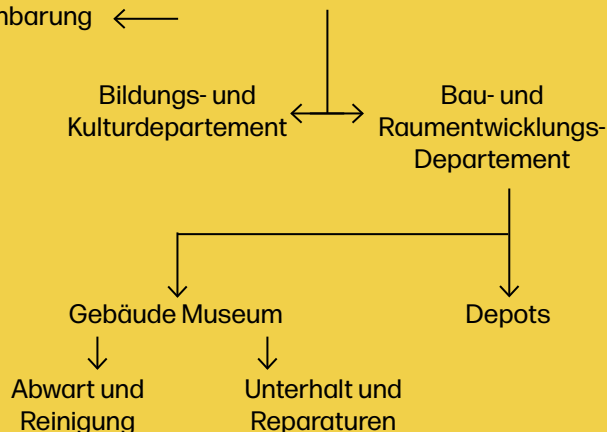 nbarung
Bildungs- und
Kulturdepartement
Bau- und
Raumentwicklungs-
Departement
Gebäude Museum
Depots
Abwart und
Reinigung
Unterhalt und
Reparaturen